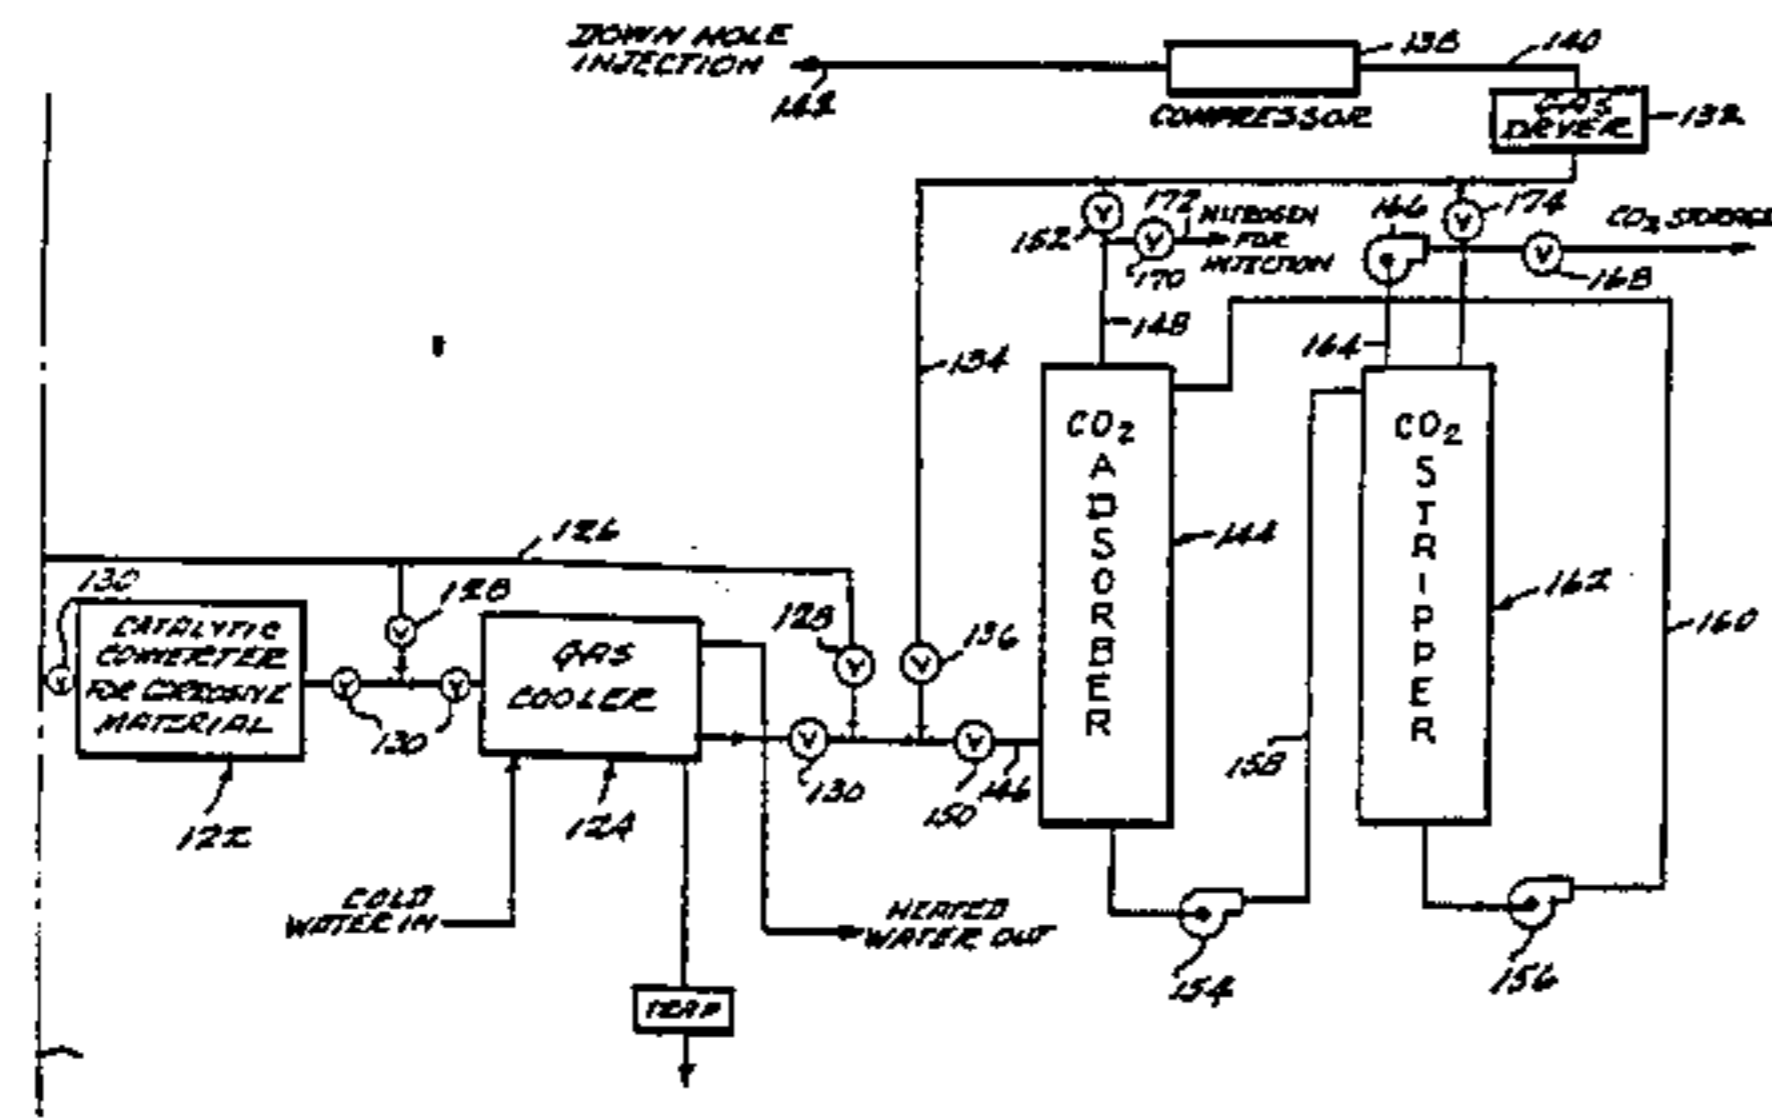 DOWN HOLE
INJECTION
142
138
140
COMPRESSOR
GAS
DRYER
132
152
172
NITROGEN
FOR
INJECTION
170
166
174
CO2 STORAGE
168
148
134
164
CO2
ADSORBER
144
CO2
STRIPPER
162
160
126
130
128
CATALYTIC
CONVERTER
FOR CORROSIVE
MATERIAL
122
130
GAS
COOLER
124
128
136
130
150
146
158
COLD
WATER IN
HEATED
WATER OUT
TRAP
154
156
V
V
V
V
V
V
V
V
V
V
V
V
V